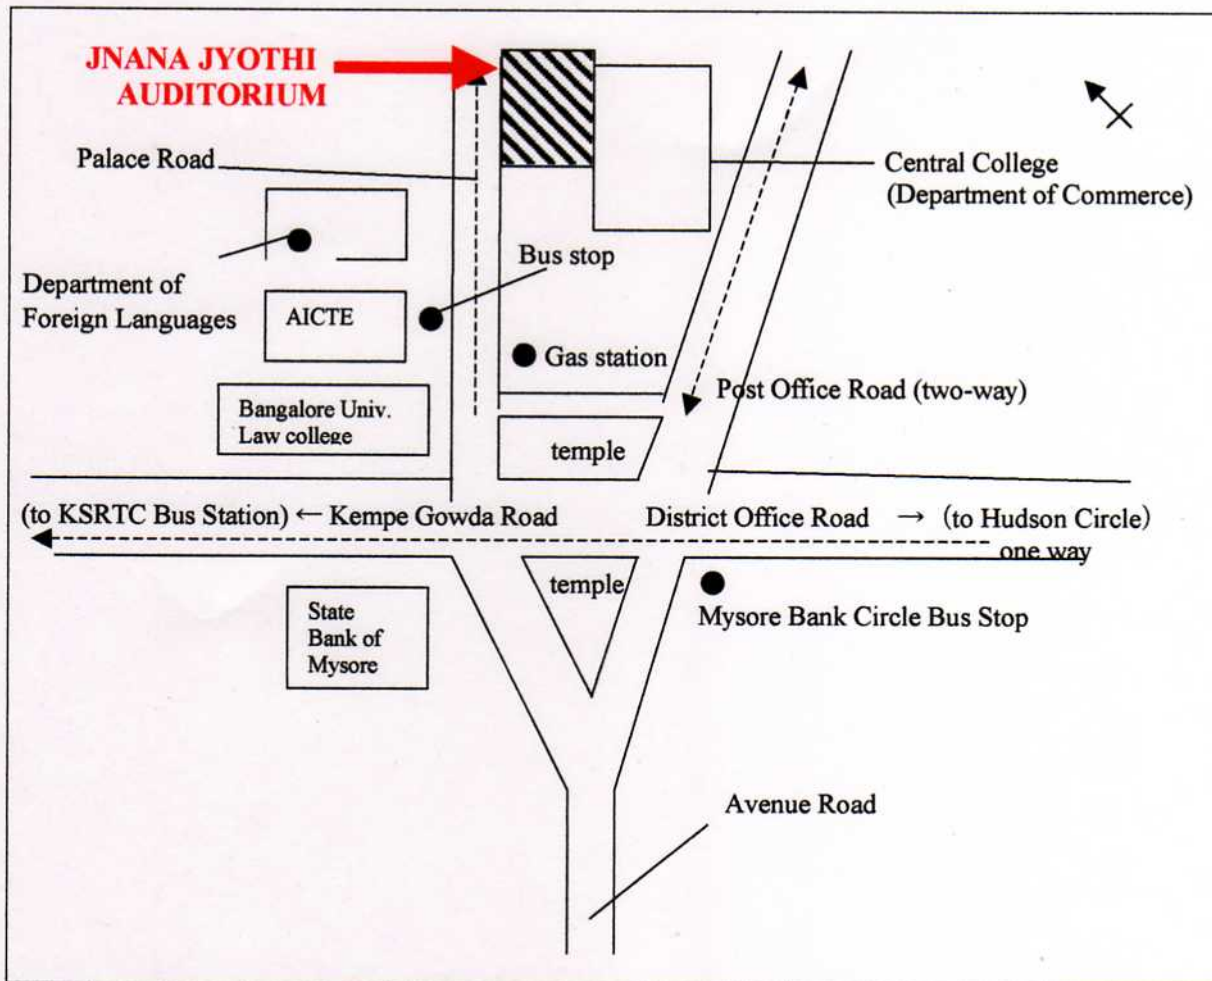 JNANA JYOTHI
AUDITORIUM
Palace Road
Central College
(Department of Commerce)
Bus stop
Department of
Foreign Languages
AICTE
Gas station
Post Office Road (two-way)
Bangalore Univ.
Law college
temple
(to KSRTC Bus Station) ← Kempe Gowda Road
District Office Road → (to Hudson Circle)
one way
temple
State
Bank of
Mysore
Mysore Bank Circle Bus Stop
Avenue Road